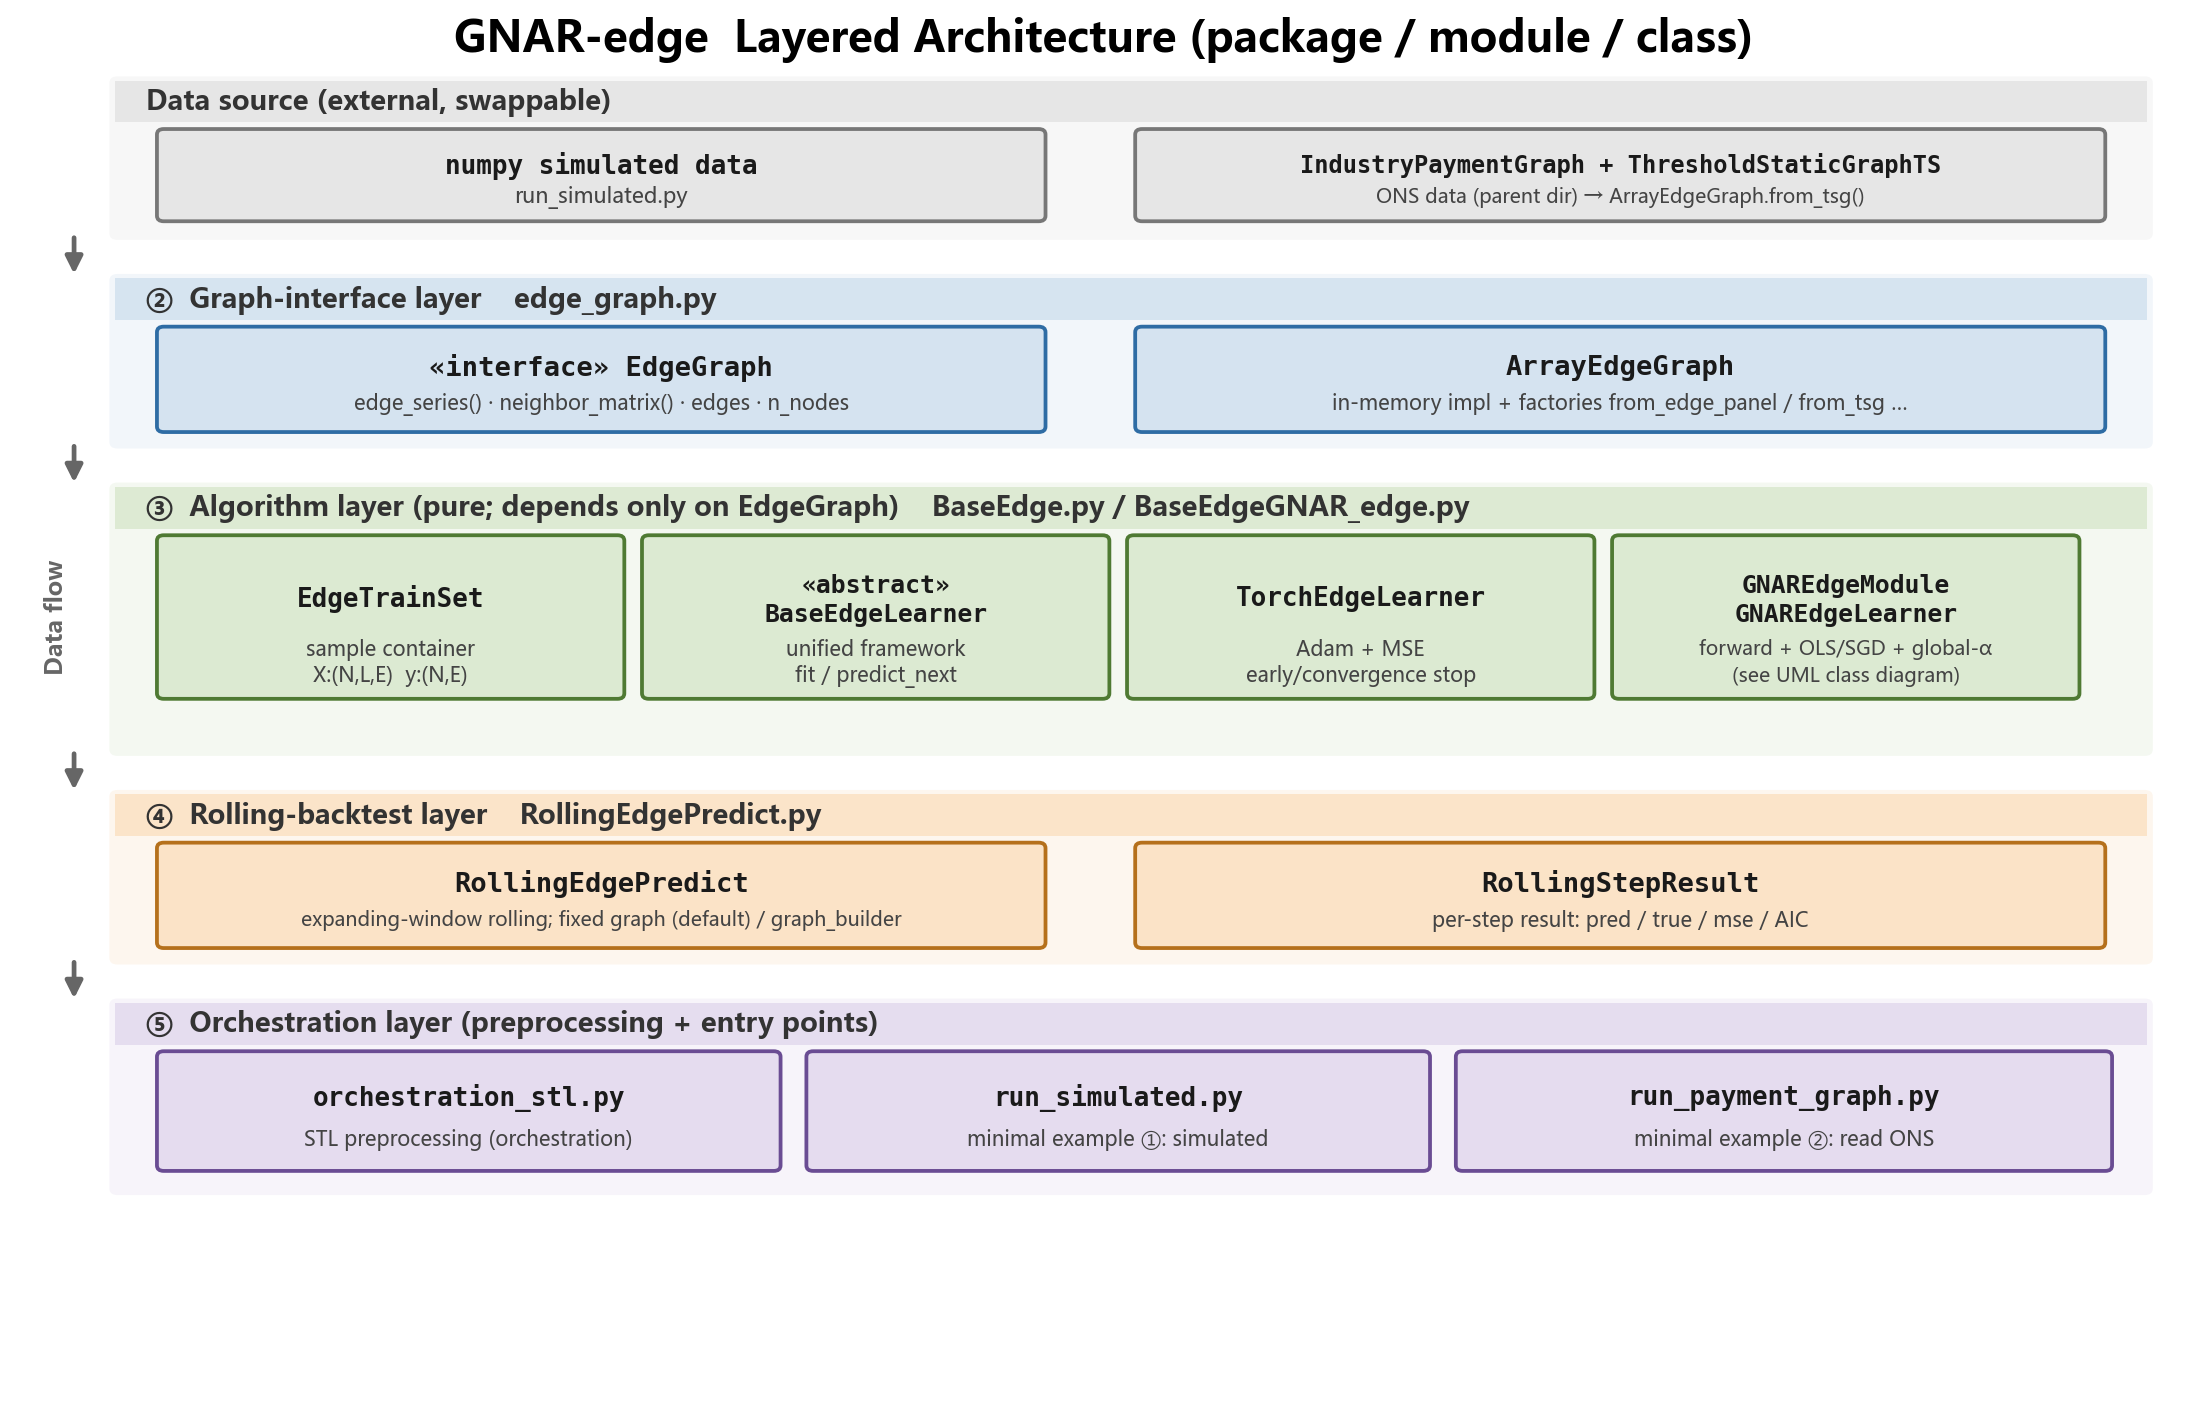 GNAR-edge  Layered Architecture (package / module / class)
Data source (external, swappable)
numpy simulated data
run_simulated.py
IndustryPaymentGraph + ThresholdStaticGraphTS
ONS data (parent dir) → ArrayEdgeGraph.from_tsg()
② Graph-interface layer    edge_graph.py
«interface» EdgeGraph
edge_series() · neighbor_matrix() · edges · n_nodes
ArrayEdgeGraph
in-memory impl + factories from_edge_panel / from_tsg ...
③ Algorithm layer (pure; depends only on EdgeGraph)    BaseEdge.py / BaseEdgeGNAR_edge.py
EdgeTrainSet
sample container
X:(N,L,E)  y:(N,E)
«abstract»
BaseEdgeLearner
unified framework
fit / predict_next
TorchEdgeLearner
Adam + MSE
early/convergence stop
GNAREdgeModule
GNAREdgeLearner
forward + OLS/SGD + global-α
(see UML class diagram)
Data flow
④ Rolling-backtest layer    RollingEdgePredict.py
RollingEdgePredict
expanding-window rolling; fixed graph (default) / graph_builder
RollingStepResult
per-step result: pred / true / mse / AIC
⑤ Orchestration layer (preprocessing + entry points)
orchestration_stl.py
STL preprocessing (orchestration)
run_simulated.py
minimal example ①: simulated
run_payment_graph.py
minimal example ②: read ONS